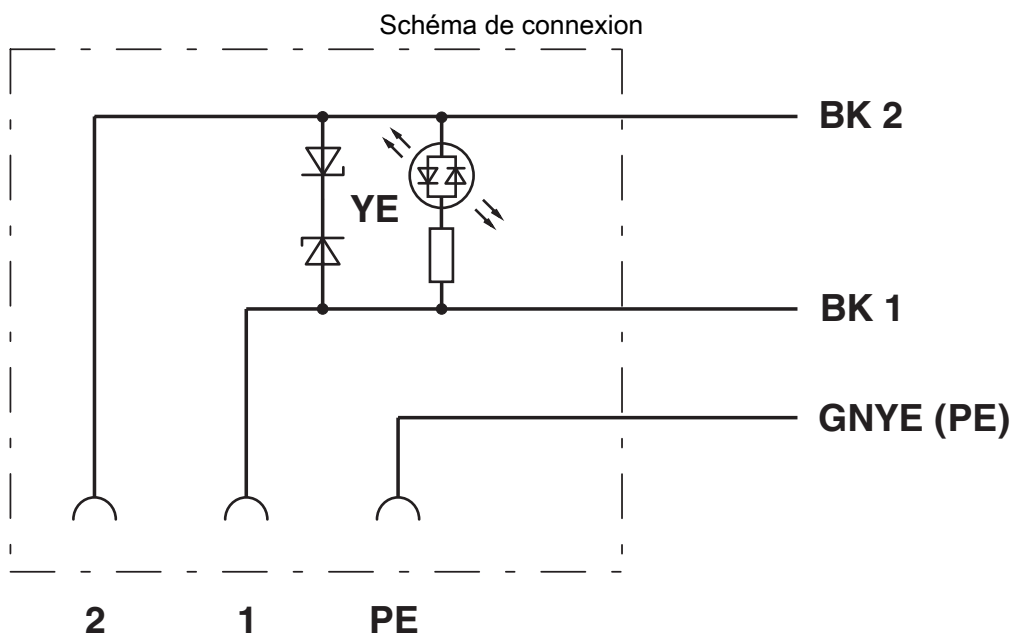 Schéma de connexion
BK 2
YE
BK 1
GNYE (PE)
2 1 PE